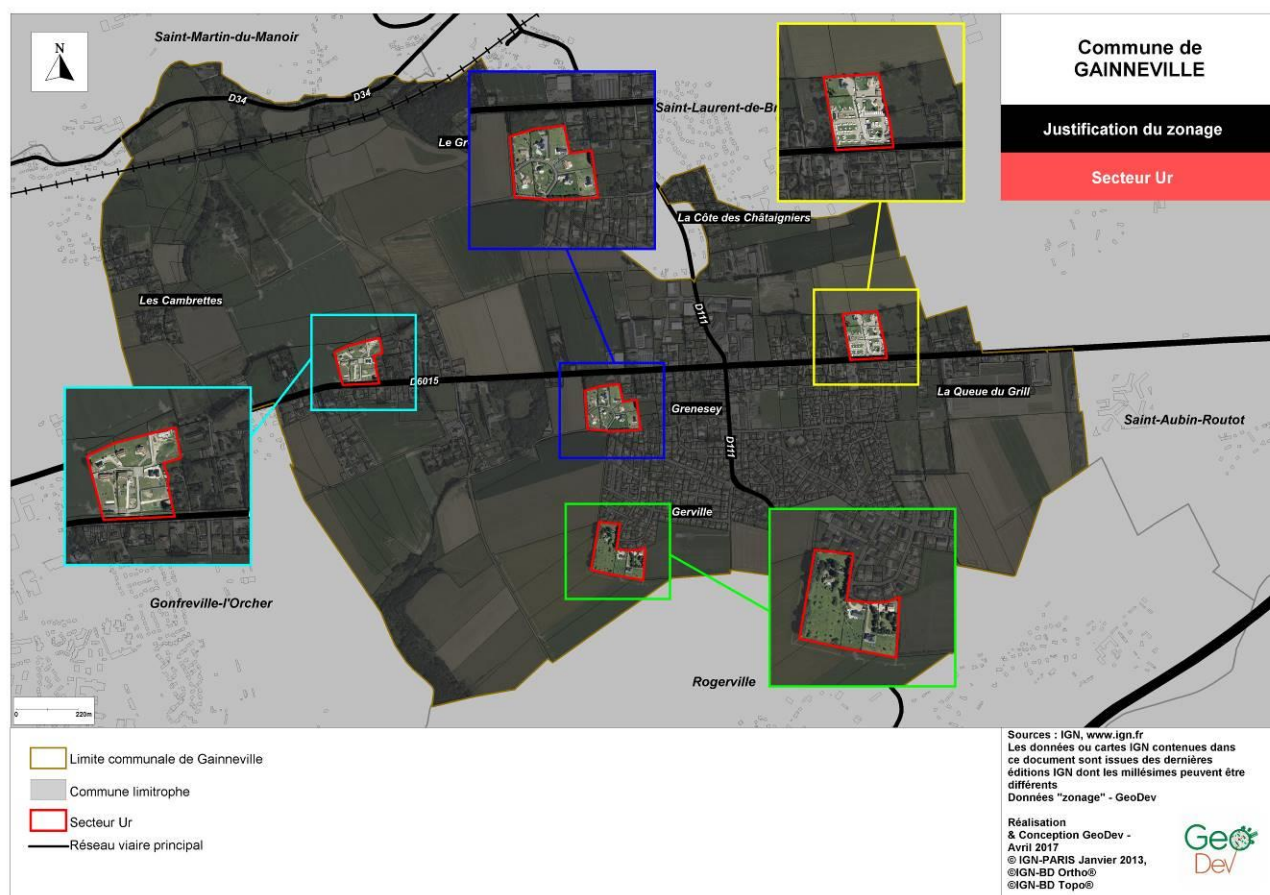 Commune de
GAINNEVILLE
Justification du zonage
Secteur Ur
N
Saint-Martin-du-Manoir
D34
D34
Le Gr
Saint-Laurent-de-Br
La Côte des Châtaigniers
D111
Les Cambrettes
D6015
Grenesey
La Queue du Grill
Saint-Aubin-Routot
D111
Gerville
Gonfreville-l'Orcher
Rogerville
0 220m
Limite communale de Gainneville
Commune limitrophe
Secteur Ur
Réseau viaire principal
Sources : IGN, www.ign.fr
Les données ou cartes IGN contenues dans
ce document sont issues des dernières
éditions IGN dont les millésimes peuvent être
différents
Données "zonage" - GeoDev
Réalisation
& Conception GeoDev -
Avril 2017
© IGN-PARIS Janvier 2013,
©IGN-BD Ortho®
©IGN-BD Topo®
Geo
Dev